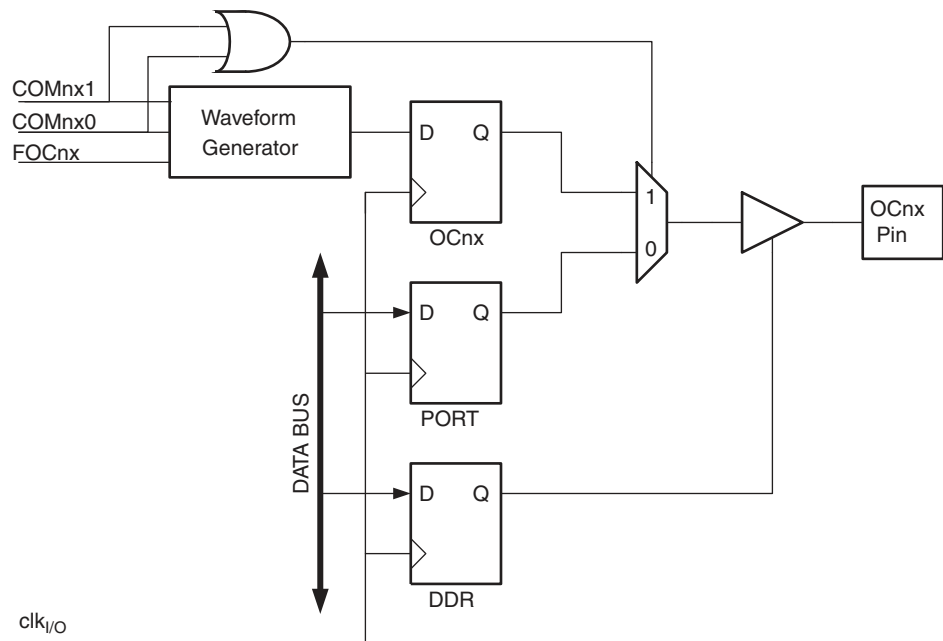 COMnx1
COMnx0
FOCnx
Waveform
Generator
D Q
OCnx
1
0
OCnx
Pin
D Q
PORT
DATA BUS
D Q
DDR
clkI/O